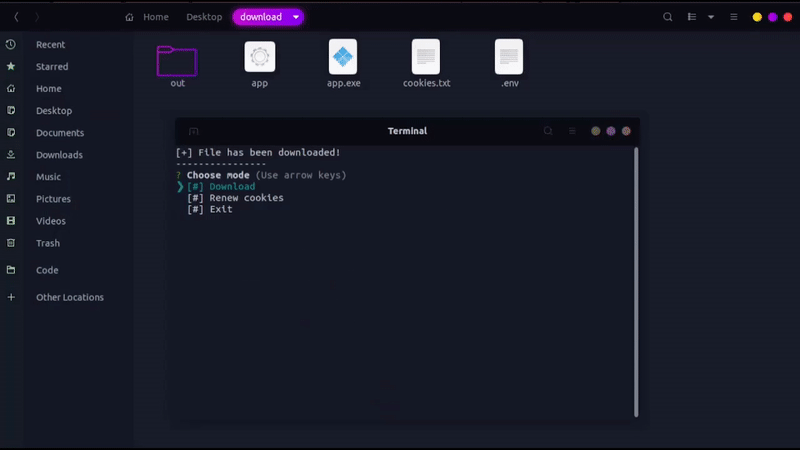 Home Desktop download
Recent
Starred
Home
Desktop
Documents
Downloads
Music
Pictures
Videos
Trash
Code
Other Locations
out app app.exe cookies.txt .env
Terminal
[+] File has been downloaded!
----------------
? Choose mode (Use arrow keys)
❯ [#] Download
[#] Renew cookies
[#] Exit